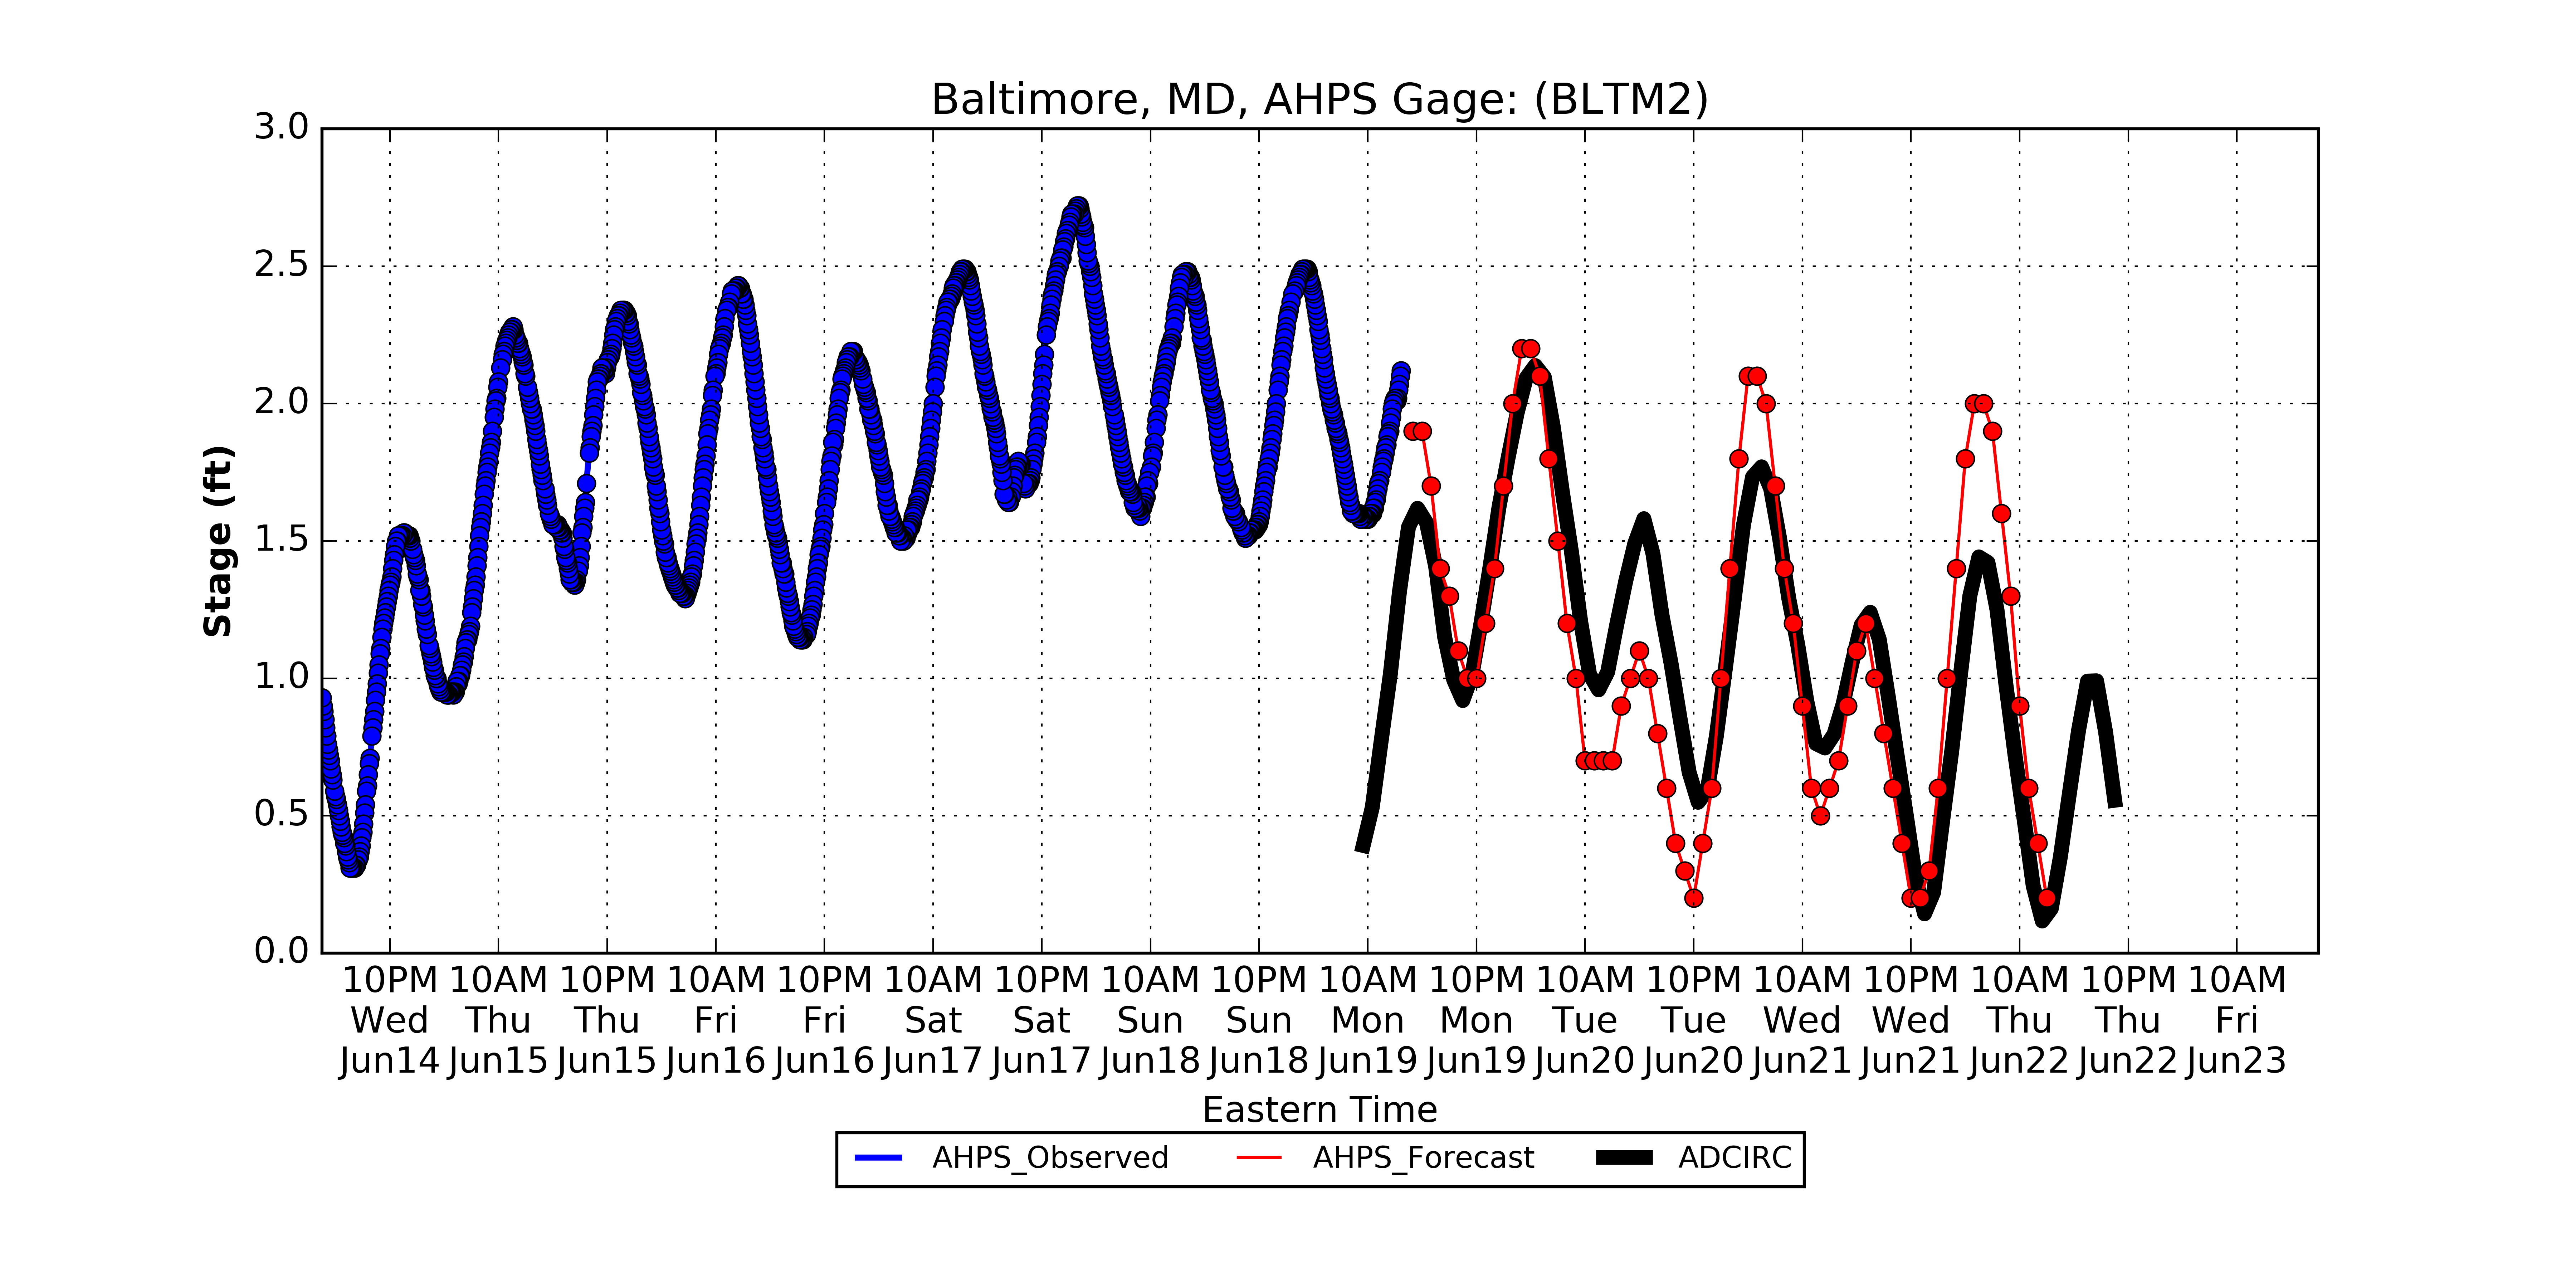 Baltimore, MD, AHPS Gage: (BLTM2)
3.0
2.5
2.0
1.5
1.0
0.5
0.0
Stage (ft)
10PM 10AM 10PM 10AM 10PM 10AM 10PM 10AM 10PM 10AM 10PM 10AM 10PM 10AM 10PM 10AM 10PM 10AM
Wed Thu Thu Fri Fri Sat Sat Sun Sun Mon Mon Tue Tue Wed Wed Thu Thu Fri
Jun14 Jun15 Jun15 Jun16 Jun16 Jun17 Jun17 Jun18 Jun18 Jun19 Jun19 Jun20 Jun20 Jun21 Jun21 Jun22 Jun22 Jun23
Eastern Time
AHPS_Observed AHPS_Forecast ADCIRC